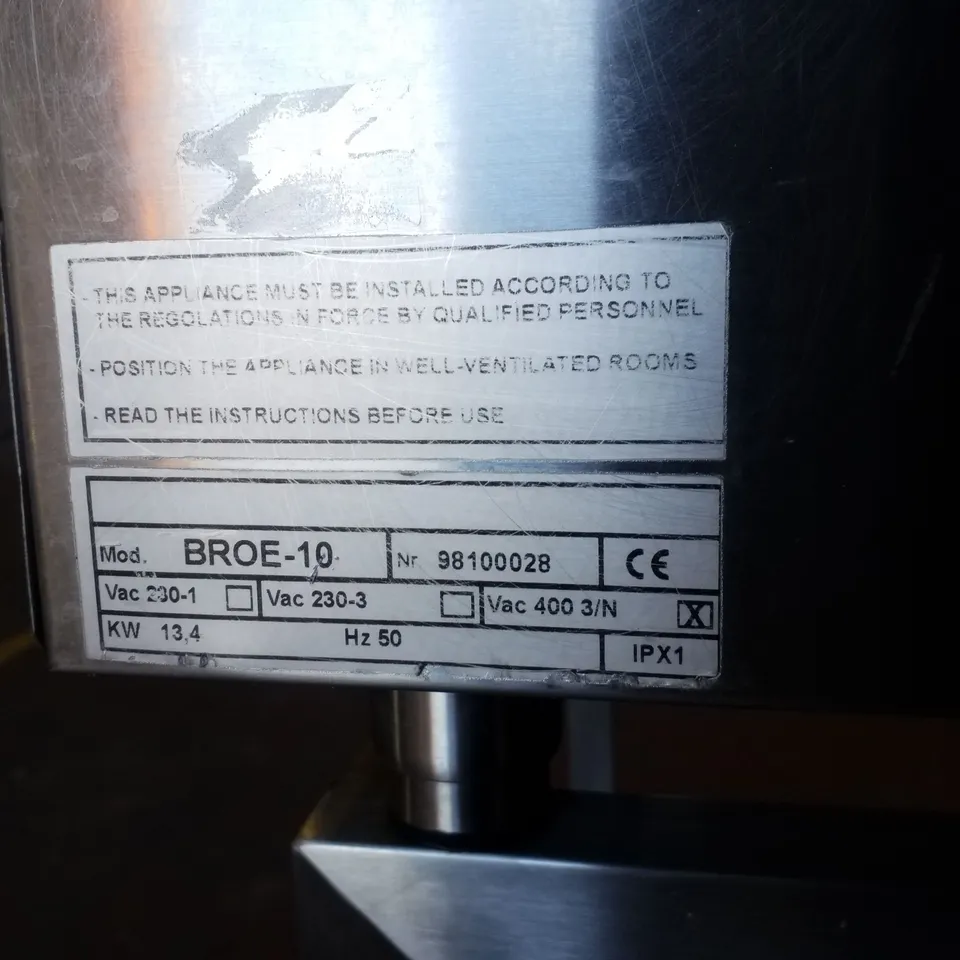 - THIS APPLIANCE MUST BE INSTALLED ACCORDING TO
THE REGOLATIONS IN FORCE BY QUALIFIED PERSONNEL
- POSITION THE APPLIANCE IN WELL-VENTILATED ROOMS
- READ THE INSTRUCTIONS BEFORE USE
Mod. BROE-10 Nr 98100028 CE
Vac 230-1 Vac 230-3 Vac 400 3/N X
KW 13,4 Hz 50 IPX1